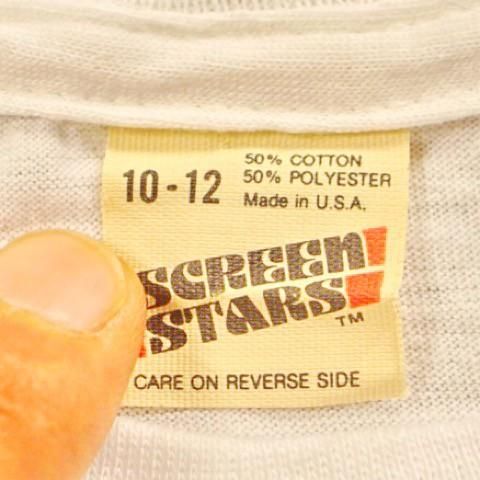 10-12
50% COTTON
50% POLYESTER
Made in U.S.A.
SCREEN
STARS
TM
CARE ON REVERSE SIDE